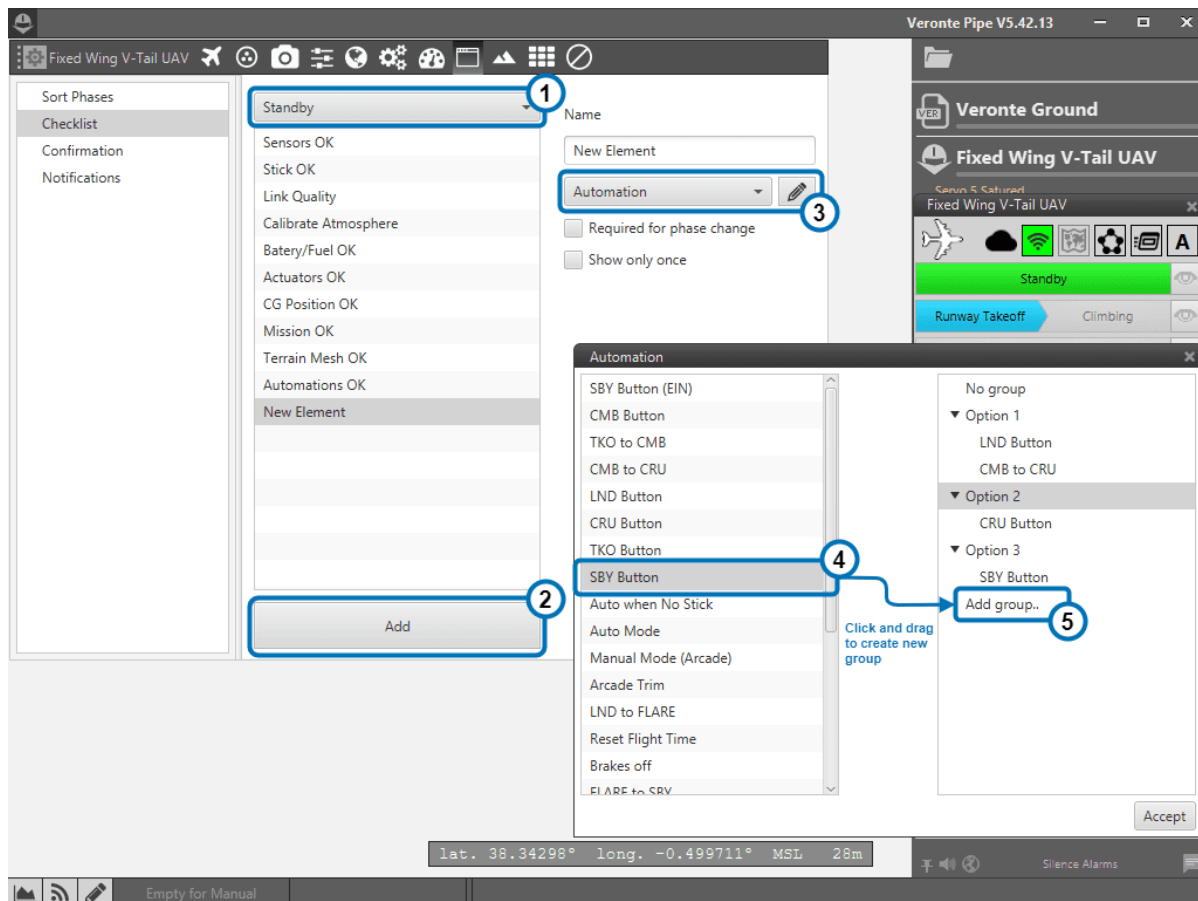 Veronte Pipe V5.42.13
Fixed Wing V-Tail UAV
Sort Phases
Checklist
Confirmation
Notifications
Standby
1
Sensors OK
Stick OK
Link Quality
Calibrate Atmosphere
Batery/Fuel OK
Actuators OK
CG Position OK
Mission OK
Terrain Mesh OK
Automations OK
New Element
Add
2
Name
New Element
Automation
3
Required for phase change
Show only once
VER
Veronte Ground
Fixed Wing V-Tail UAV
Servo 5 Satured
Fixed Wing V-Tail UAV
A
Standby
Runway Takeoff
Climbing
Automation
SBY Button (EIN)
CMB Button
TKO to CMB
CMB to CRU
LND Button
CRU Button
TKO Button
SBY Button
4
Auto when No Stick
Auto Mode
Manual Mode (Arcade)
Arcade Trim
LND to FLARE
Reset Flight Time
Brakes off
FLARE to SBY
Click and drag
to create new
group
No group
Option 1
LND Button
CMB to CRU
Option 2
CRU Button
Option 3
SBY Button
Add group..
5
Accept
lat. 38.34298° long. -0.499711° MSL 28m
Silence Alarms
Empty for Manual